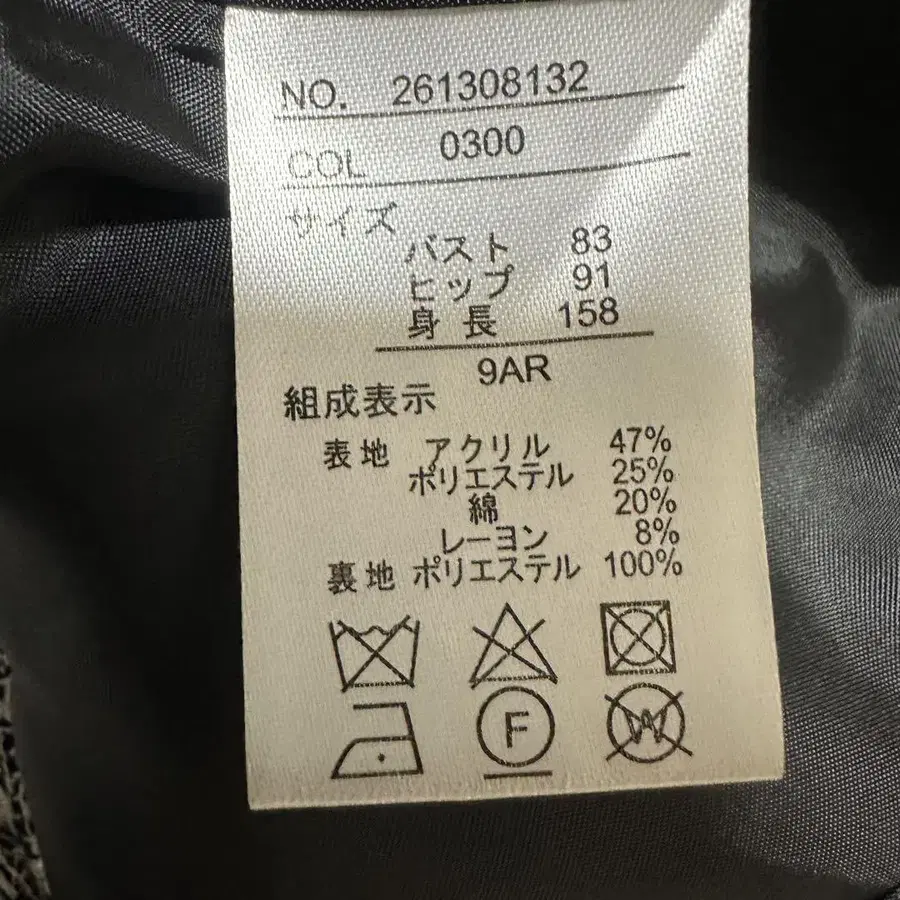 NO. 261308132
COL 0300
サイズ
バスト 83
ヒップ 91
身長 158
9AR
組成表示
表地 アクリル 47%
ポリエステル 25%
綿 20%
レーヨン 8%
裏地 ポリエステル 100%
F
W